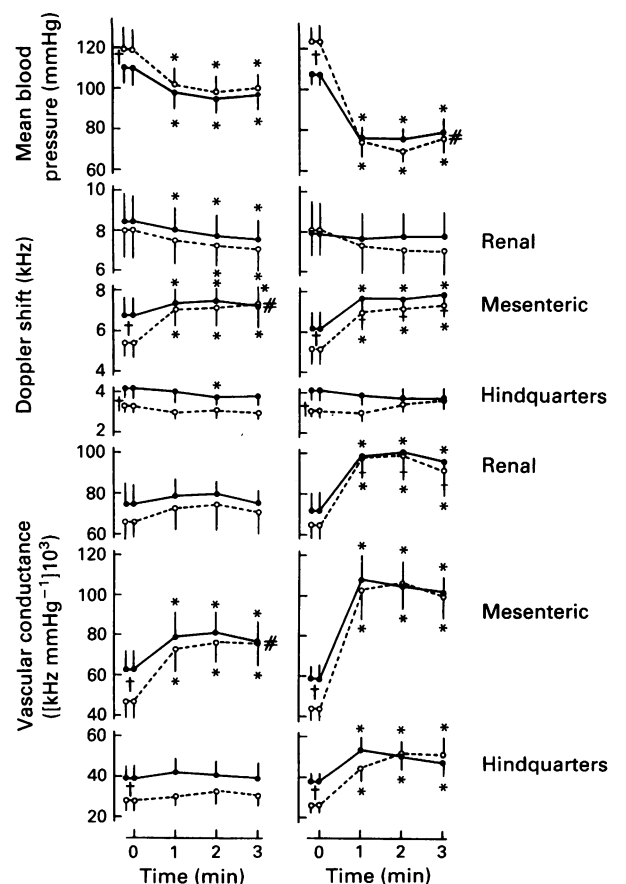 Mean blood
pressure (mmHg)
120
100
80
60
Doppler shift (kHz)
10
8
6
Renal
8
6
4
Mesenteric
4
2
Hindquarters
Vascular conductance
([kHz mmHg⁻¹]10³)
100
80
60
Renal
120
100
80
60
40
Mesenteric
60
40
20
Hindquarters
0 1 2 3 0 1 2 3
Time (min) Time (min)